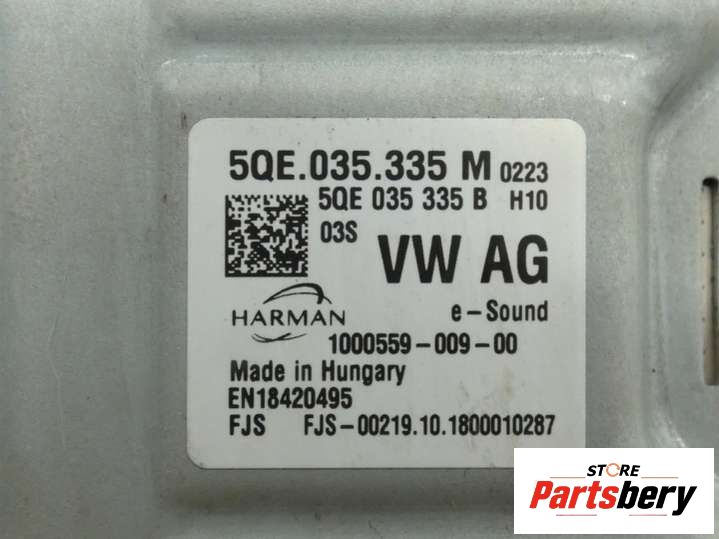 5QE.035.335 M 0223
5QE 035 335 B H10
03S
VW AG
HARMAN
e-Sound
1000559-009-00
Made in Hungary
EN18420495
FJS FJS-00219.10.1800010287
STORE
Partsbery